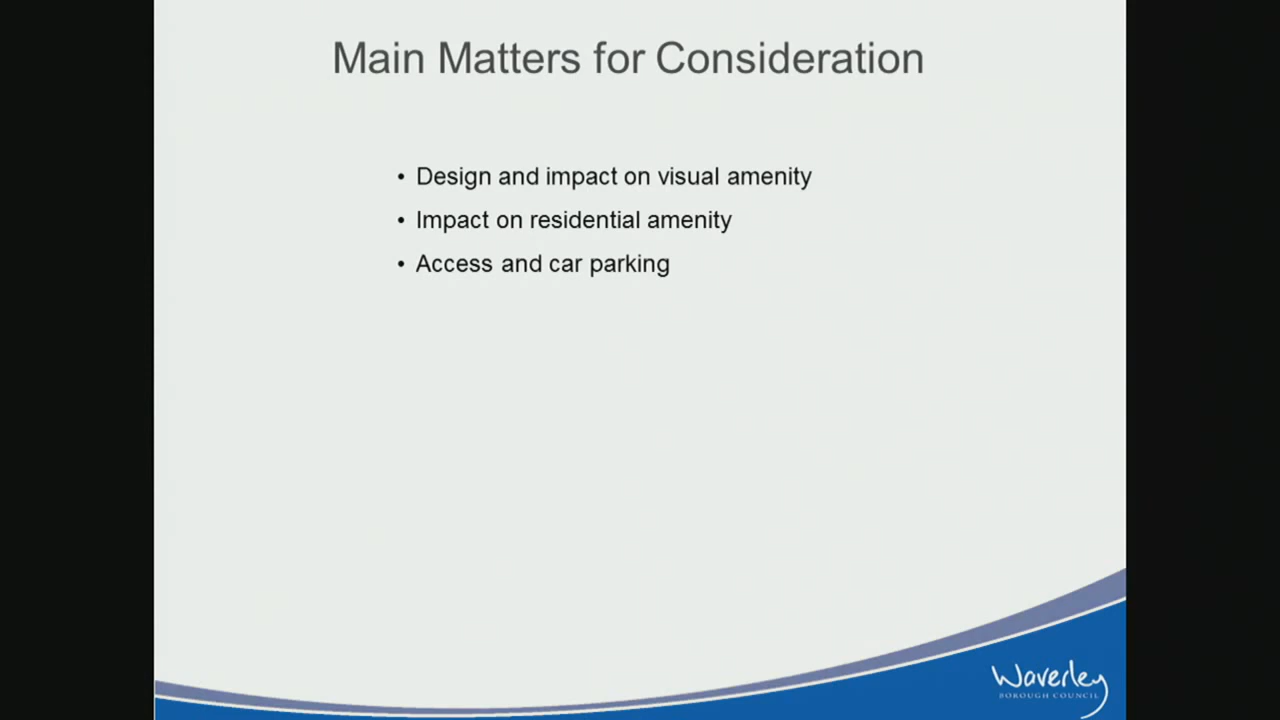 Main Matters for Consideration
• Design and impact on visual amenity
• Impact on residential amenity
• Access and car parking
Waverley
BOROUGH COUNCIL